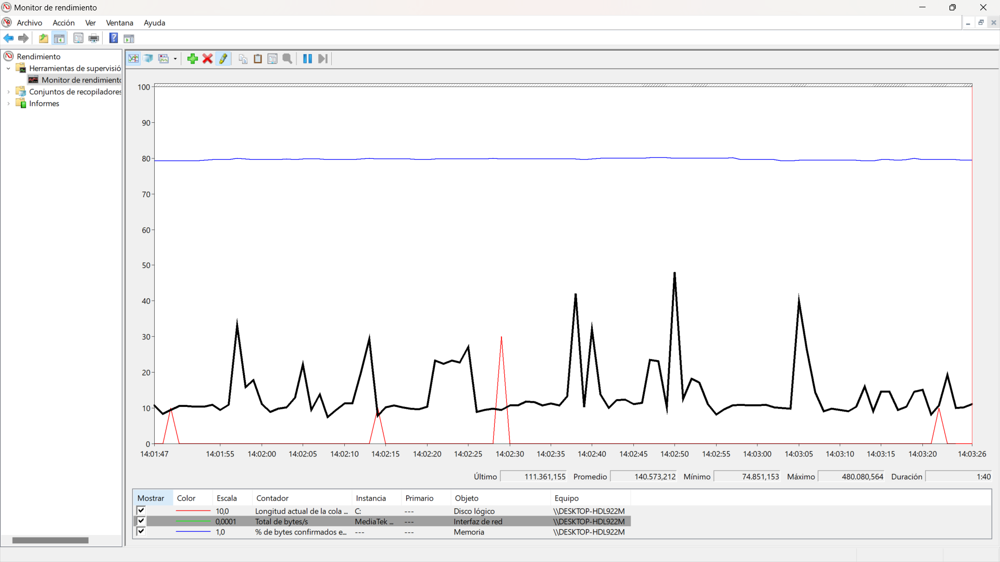 Monitor de rendimiento
Archivo Acción Ver Ventana Ayuda
Rendimiento
Herramientas de supervisió
Monitor de rendimiento
Conjuntos de recopiladores
Informes
100
90
80
70
60
50
40
30
20
10
0
14:01:47 14:01:55 14:02:00 14:02:05 14:02:10 14:02:15 14:02:20 14:02:25 14:02:30 14:02:35 14:02:40 14:02:45 14:02:50 14:02:55 14:03:00 14:03:05 14:03:10 14:03:15 14:03:20 14:03:26
Último 111.361,155 Promedio 140.573,212 Mínimo 74.851,153 Máximo 480.080,564 Duración 1:40
Mostrar Color Escala Contador Instancia Primario Objeto Equipo
10,0 Longitud actual de la cola ... C: --- Disco lógico \\DESKTOP-HDL922M
0,0001 Total de bytes/s MediaTek ... --- Interfaz de red \\DESKTOP-HDL922M
1,0 % de bytes confirmados e... --- --- Memoria \\DESKTOP-HDL922M